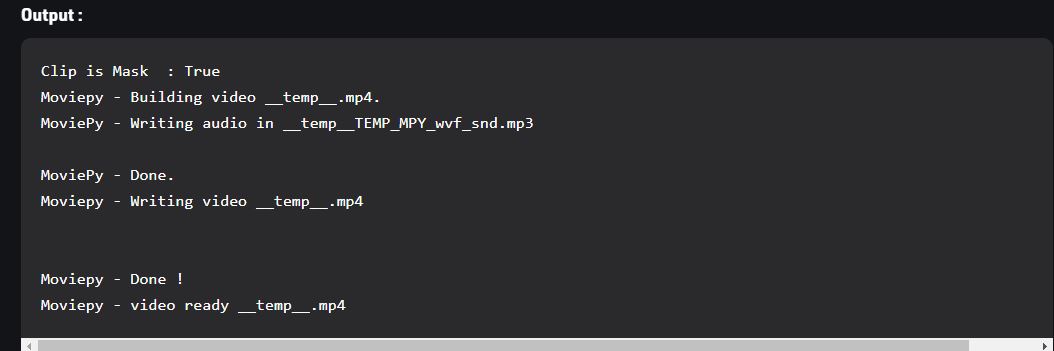 Output :
Clip is Mask  : True
Moviepy - Building video __temp__.mp4.
MoviePy - Writing audio in __temp__TEMP_MPY_wvf_snd.mp3
MoviePy - Done.
Moviepy - Writing video __temp__.mp4
Moviepy - Done !
Moviepy - video ready __temp__.mp4